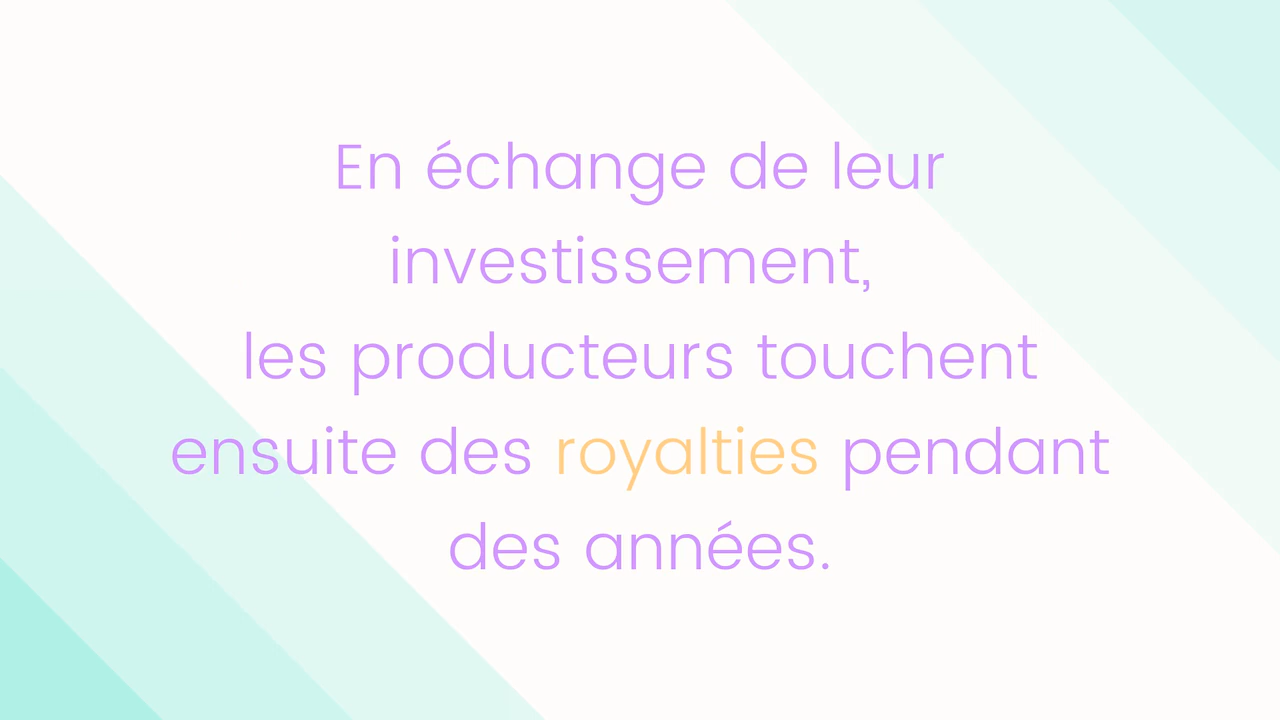 En échange de leur
investissement,
les producteurs touchent
ensuite des royalties pendant
des années.